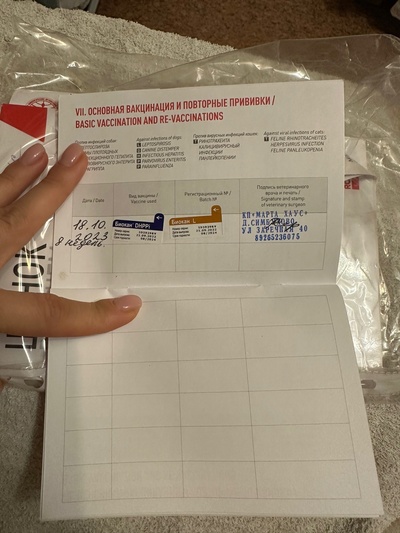 VII. ОСНОВНАЯ ВАКЦИНАЦИЯ И ПОВТОРНЫЕ ПРИВИВКИ /
BASIC VACCINATION AND RE-VACCINATIONS
Against infections of dogs:
L LEPTOSPIROSIS
D CANINE DISTEMPER
H INFECTIOUS HEPATITIS
P PARVOVIRUS ENTERITIS
PARAINFLUENZA
Против вирусных инфекций кошек:
РИНОТРАХЕИТА
КАЛИЦИВИРУСНЫЙ
ИНФЕКЦИИ
ПАНЛЕЙКОПЕНИИ
Against viral infections of cats:
FELINE RHINOTRACHEITIS
HERPESVIRUS INFECTION
FELINE PANLEUKOPENIA
Дата / Date
Вид вакцины /
Vaccine used
Регистрационный № /
Batch №
Подпись ветеринарного
врача и печать /
Signature and stamp
of veterinary surgeon
18.10.
2023
8 недель
Биокан DHPPi
Биокан L
КП*МАРТА ХАУС*
УЛ ЗАРЕЧНАЯ 40
89265236075